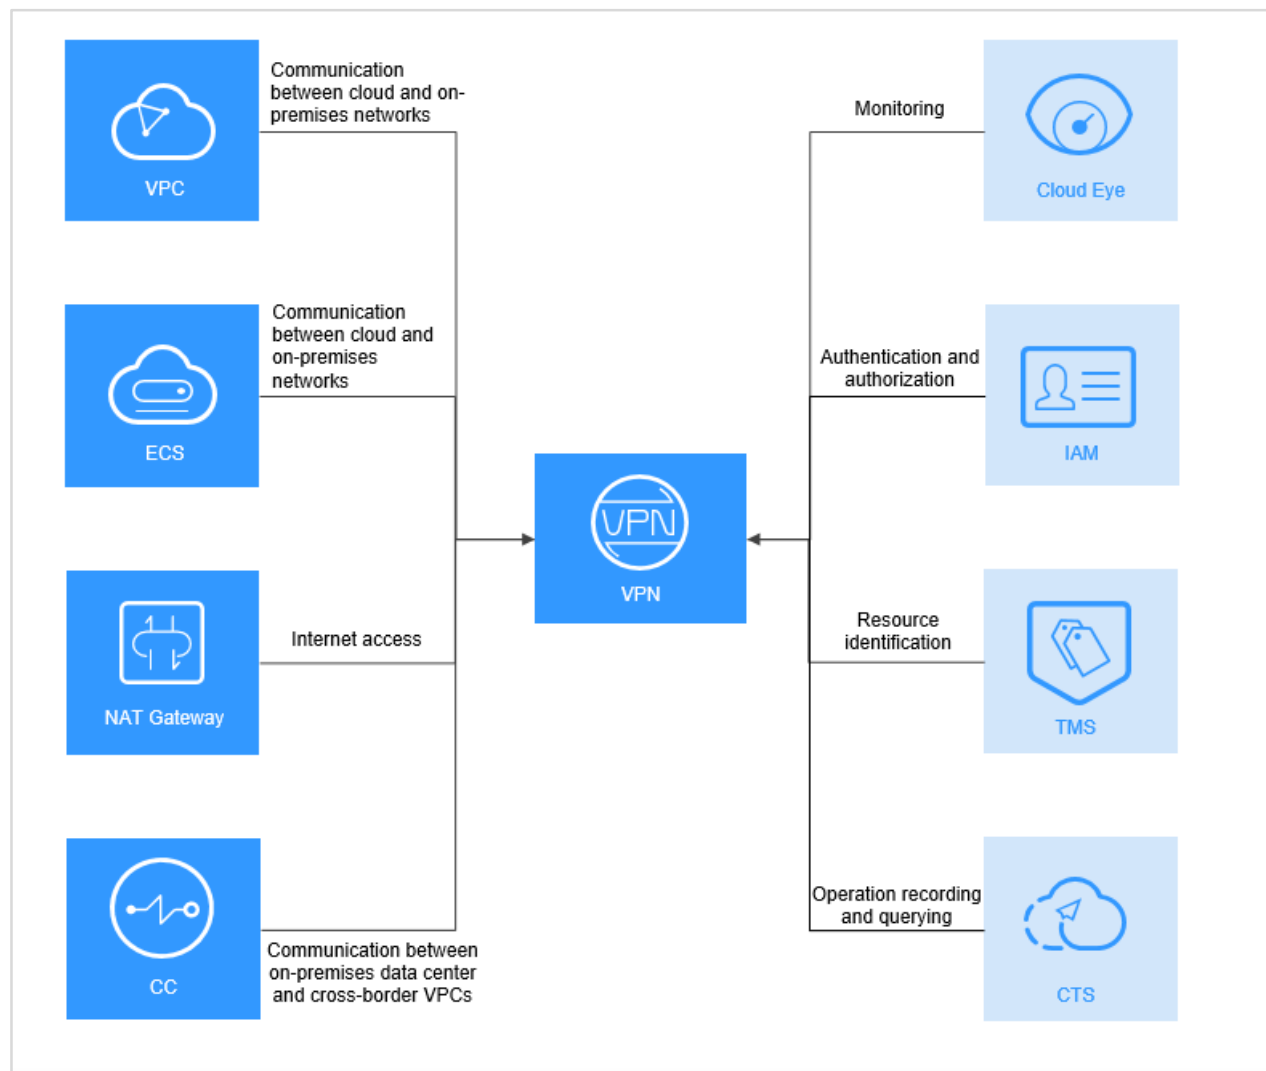 Communication
between cloud and on-
premises networks
VPC
Monitoring
Cloud Eye
Communication
between cloud and
on-premises
networks
ECS
Authentication and
authorization
IAM
VPN
VPN
Internet access
NAT Gateway
Resource
identification
TMS
Communication between
on-premises data center
and cross-border VPCs
CC
Operation recording
and querying
CTS